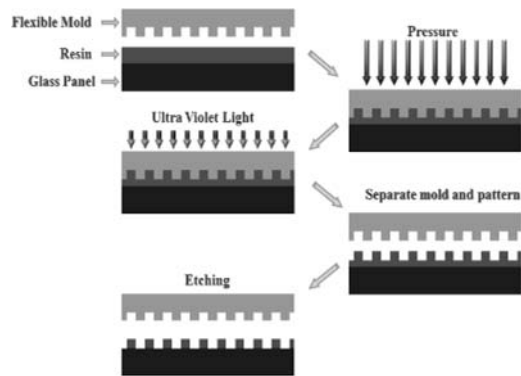 Flexible Mold
Resin
Glass Panel
Pressure
Ultra Violet Light
Separate mold and pattern
Etching